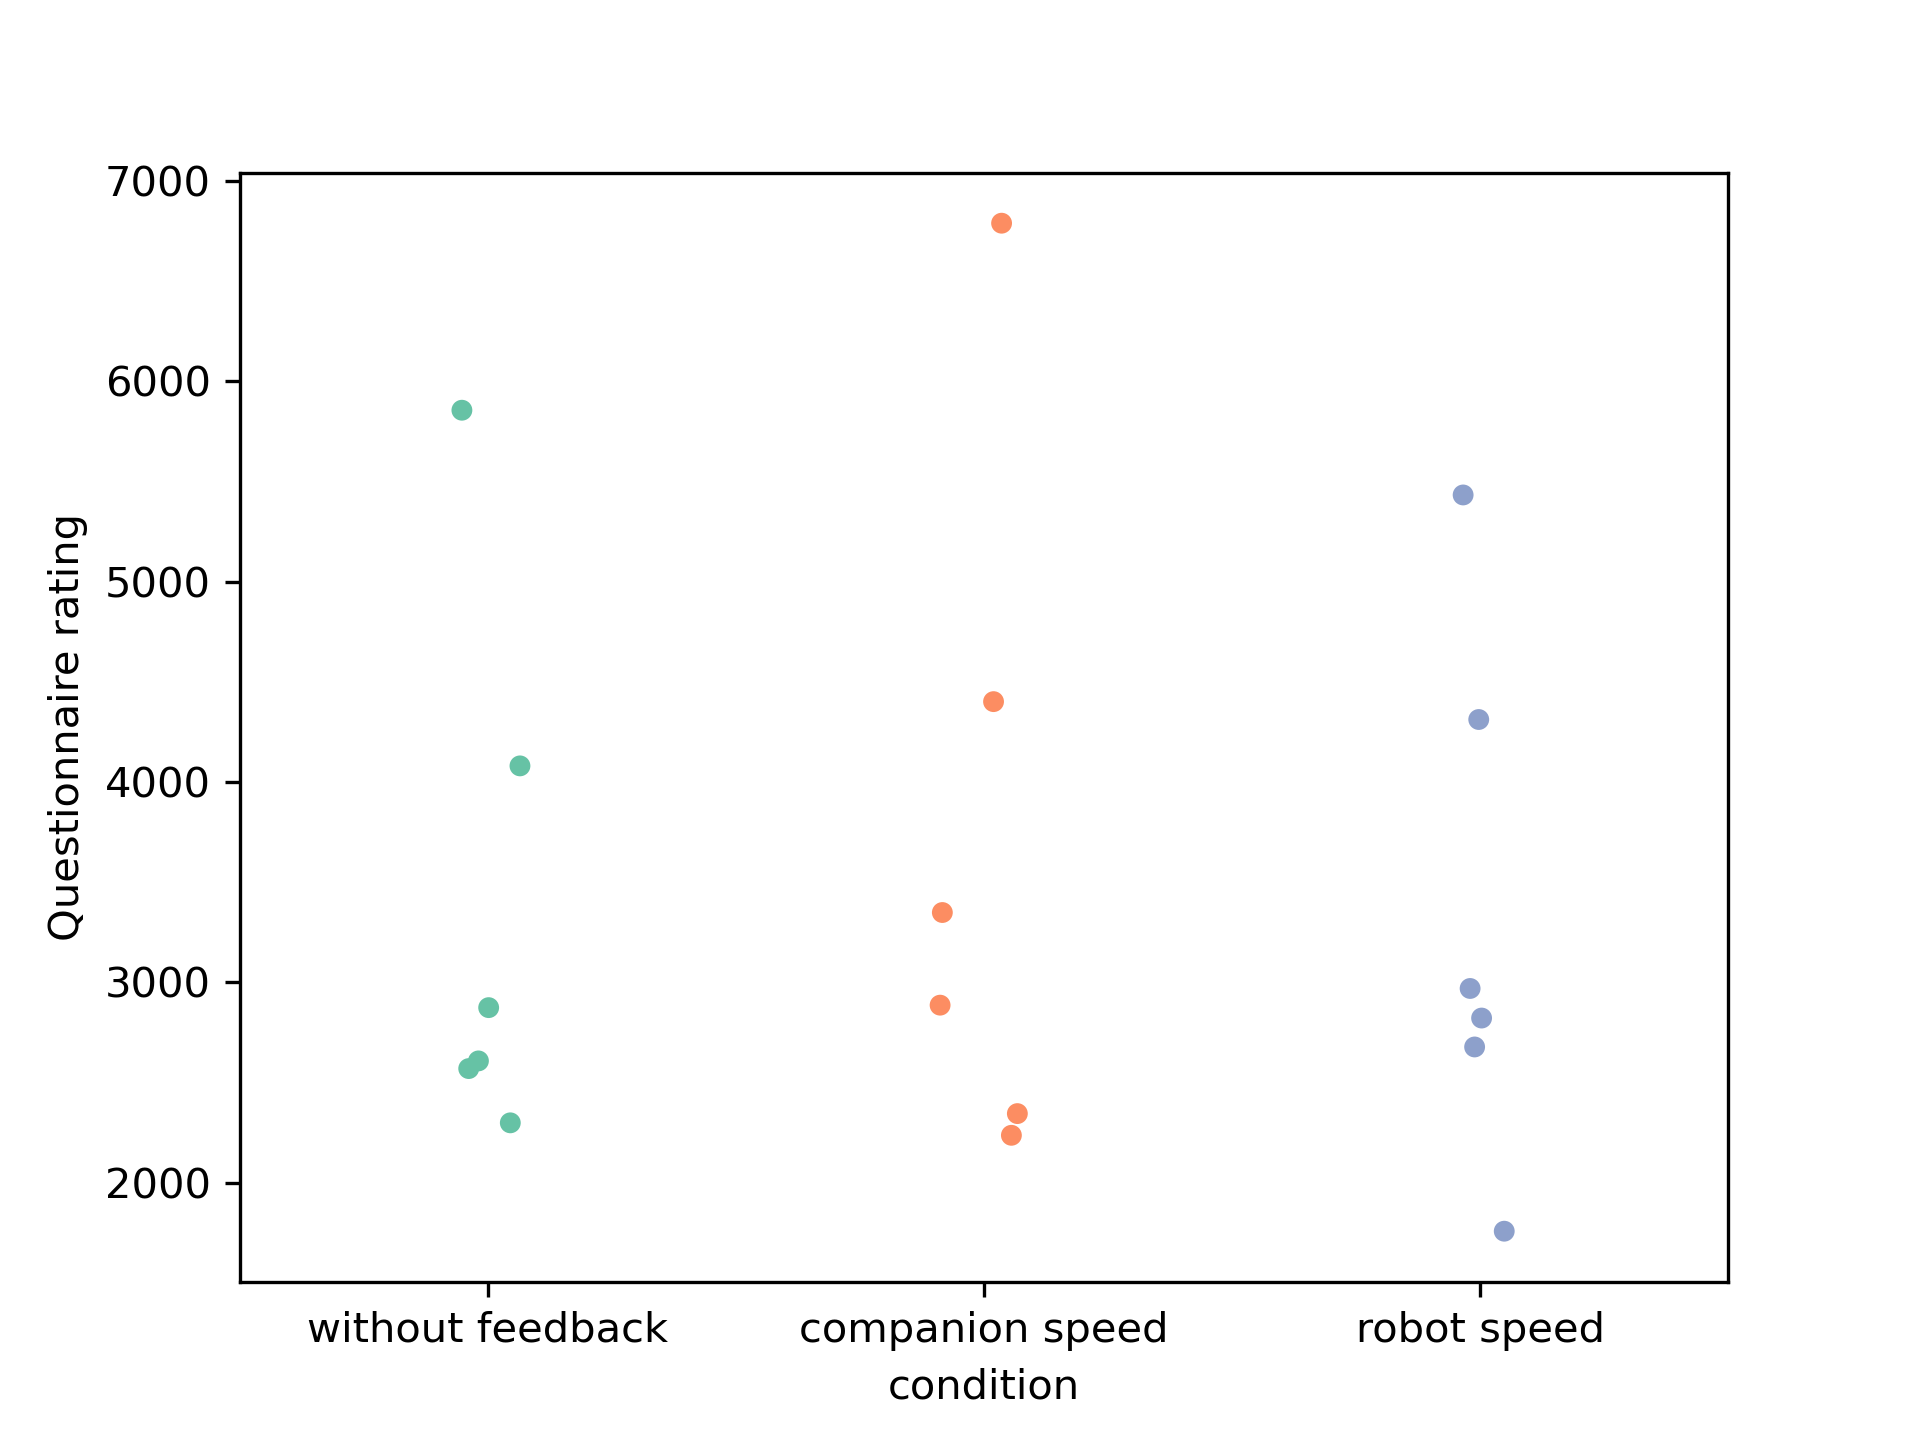 7000
6000
5000
4000
3000
2000
Questionnaire rating
without feedback
companion speed
robot speed
condition